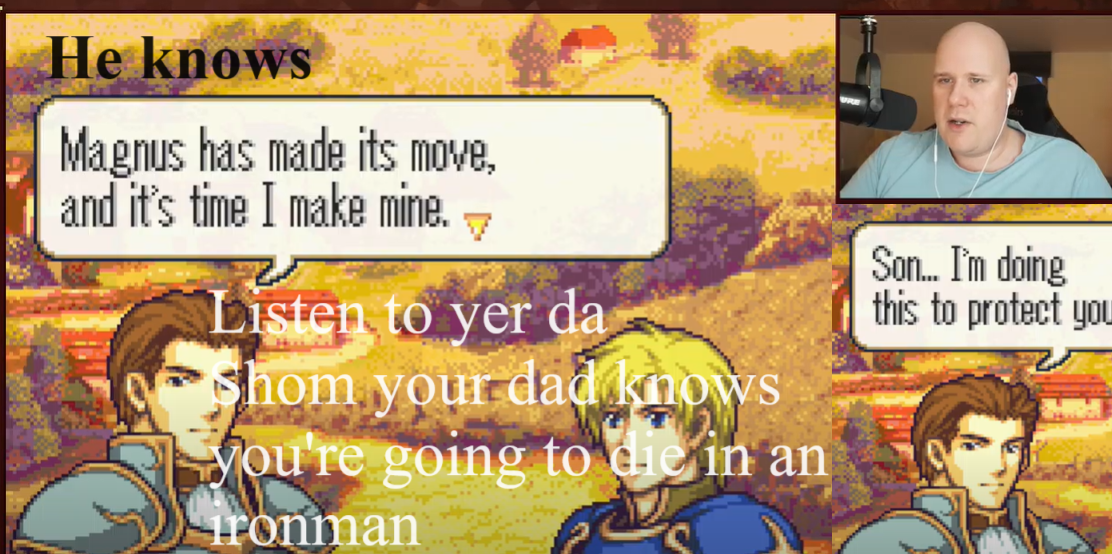 He knows
Magnus has made its move,
and it's time I make mine.
Listen to yer da
Shom your dad knows
you're going to die in an
ironman
Son... I'm doing
this to protect you